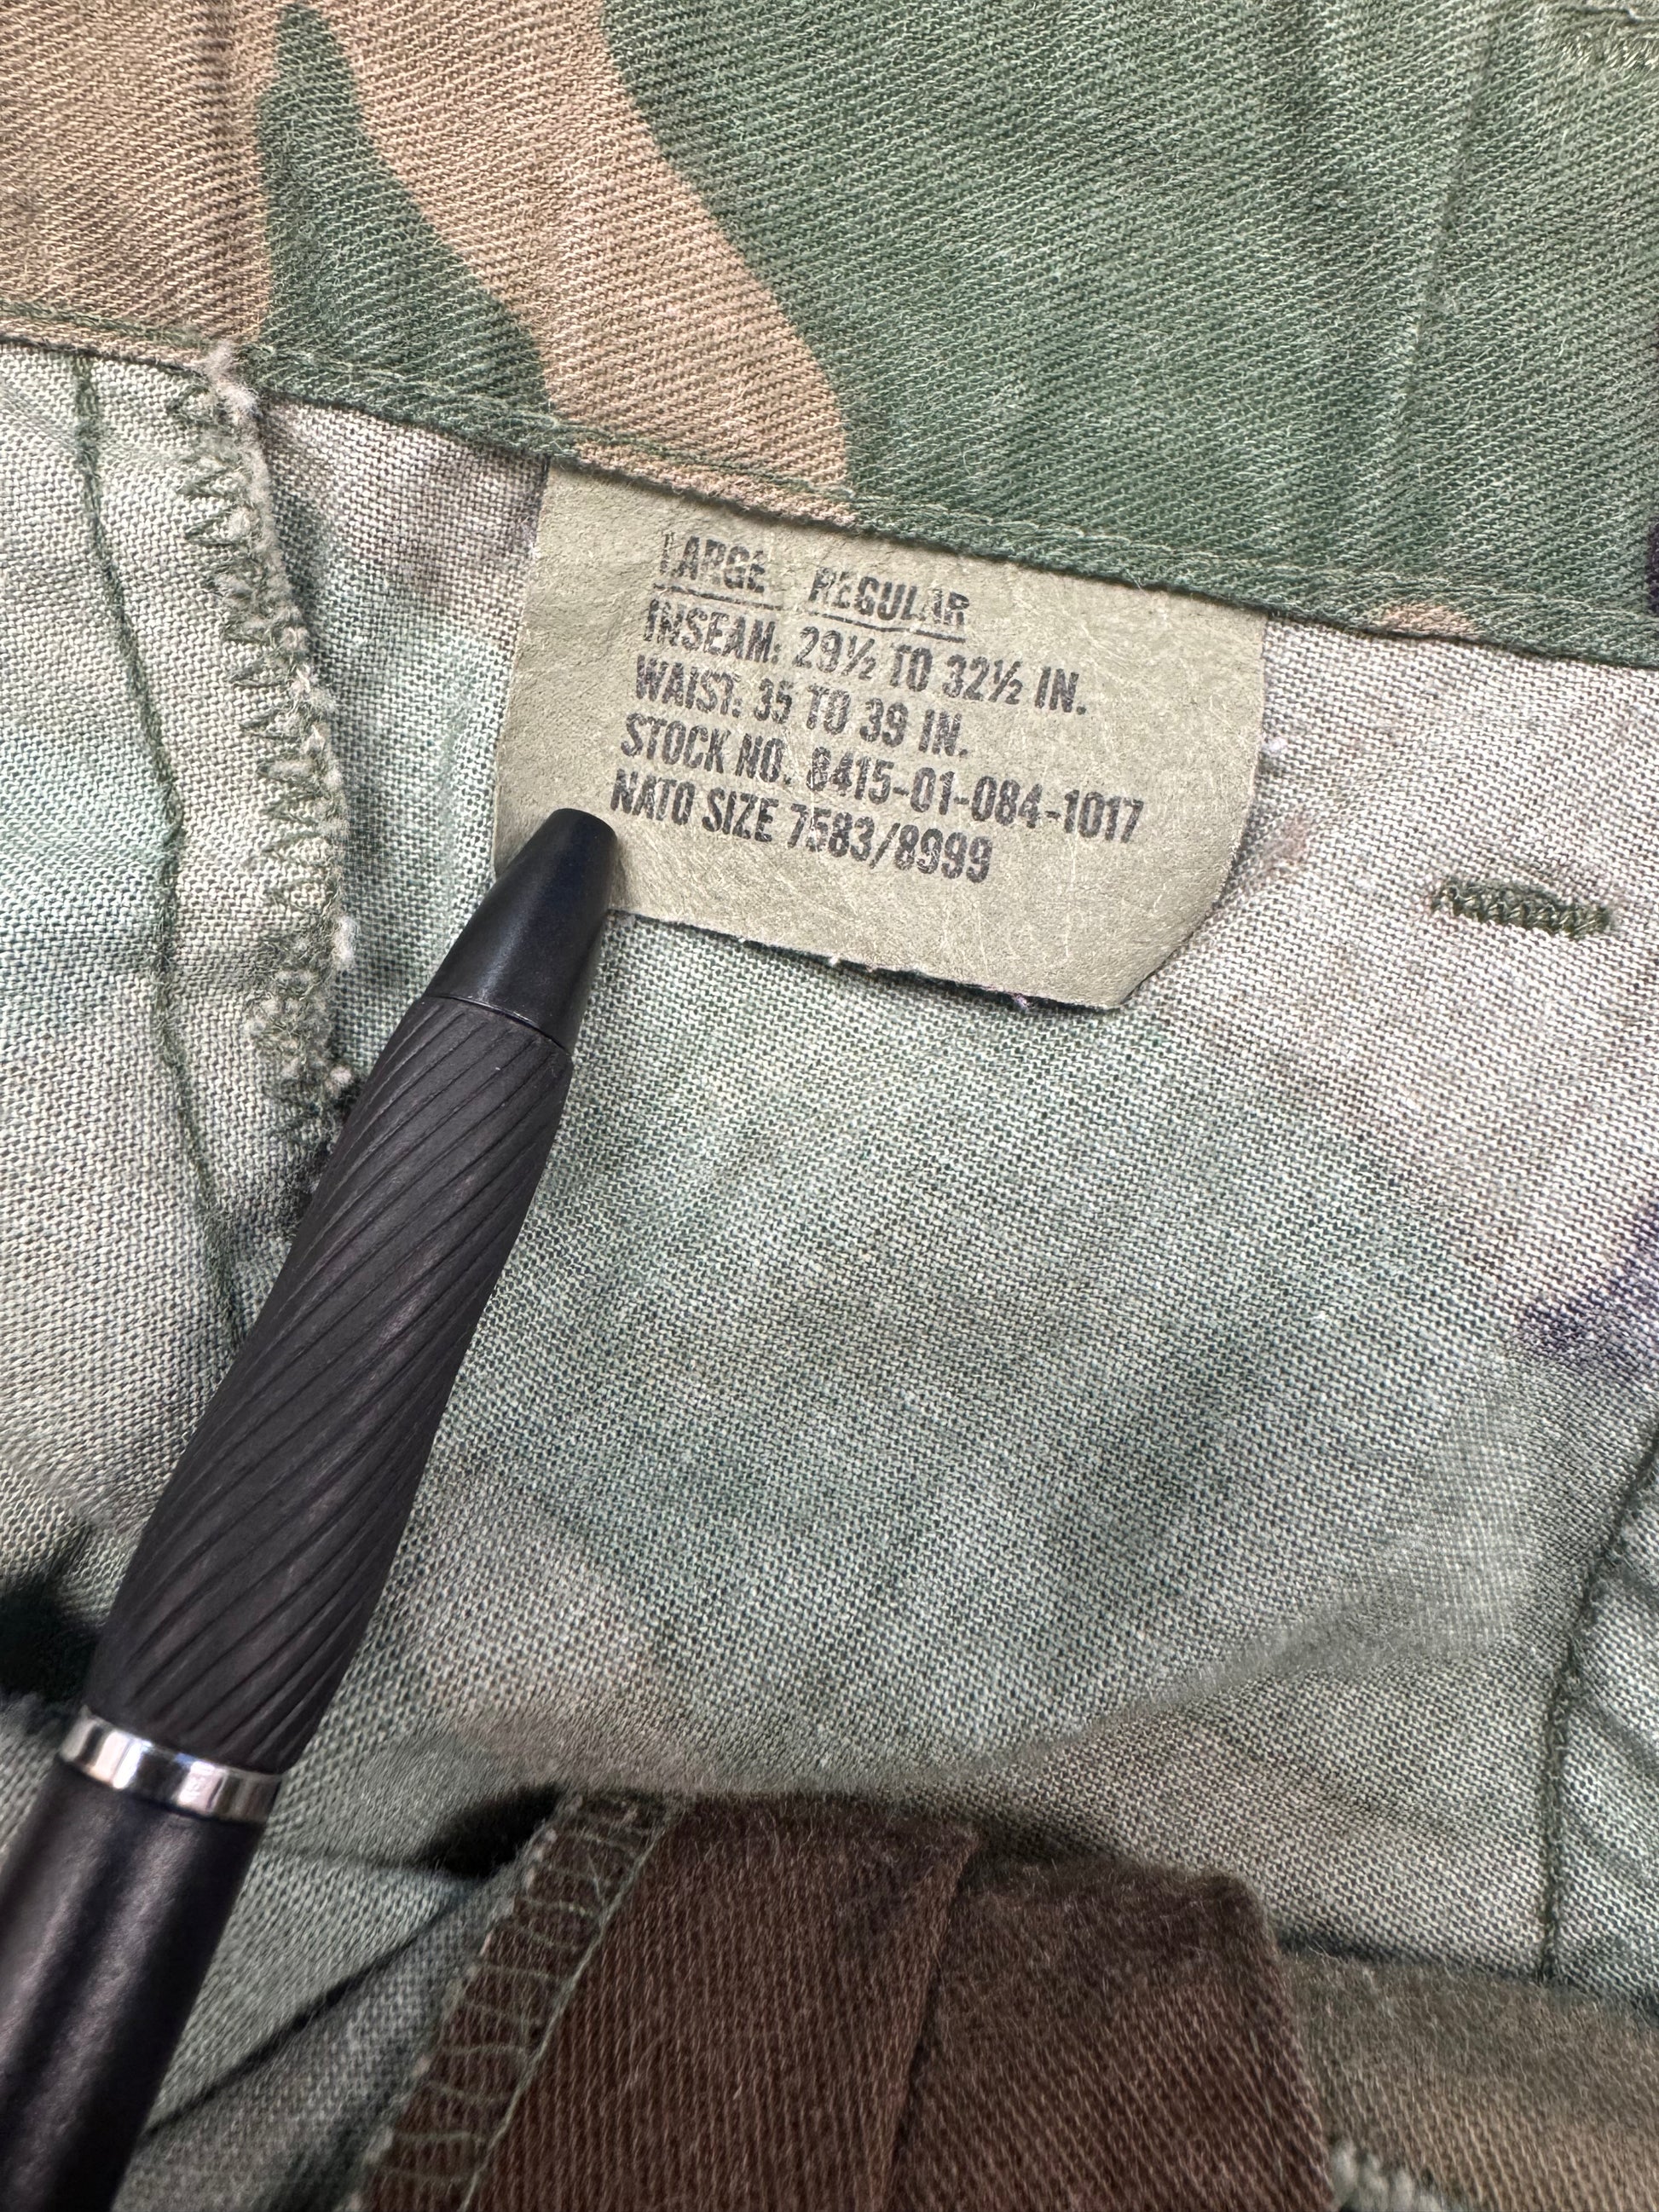 LARGE REGULAR
INSEAM: 29½ TO 32½ IN.
WAIST: 35 TO 39 IN.
STOCK NO. 8415-01-084-1017
NATO SIZE 7583/8999